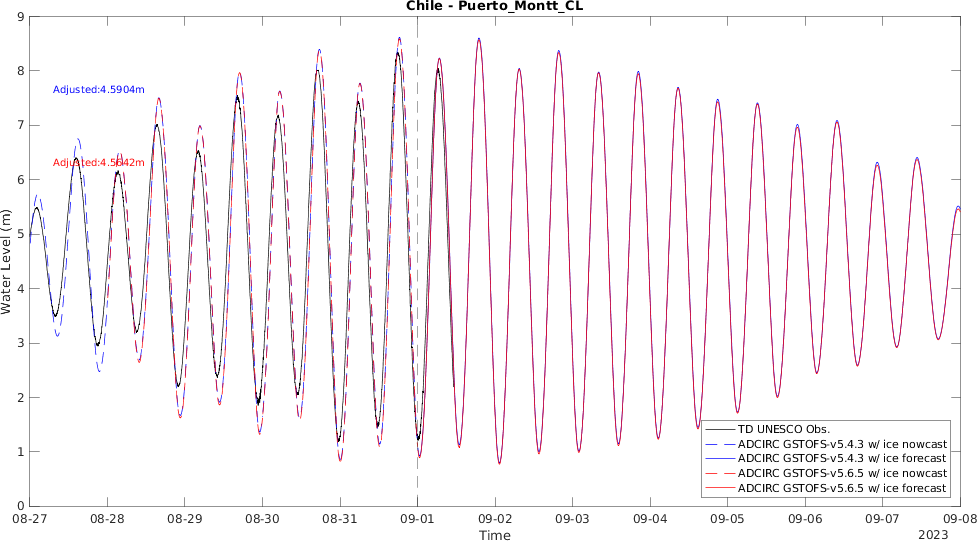 Chile - Puerto_Montt_CL
9
8
7
6
5
4
3
2
1
0
Water Level (m)
Adjusted:4.5904m
Adjusted:4.5642m
TD UNESCO Obs.
ADCIRC GSTOFS-v5.4.3 w/ ice nowcast
ADCIRC GSTOFS-v5.4.3 w/ ice forecast
ADCIRC GSTOFS-v5.6.5 w/ ice nowcast
ADCIRC GSTOFS-v5.6.5 w/ ice forecast
08-27 08-28 08-29 08-30 08-31 09-01 09-02 09-03 09-04 09-05 09-06 09-07 09-08
Time
2023